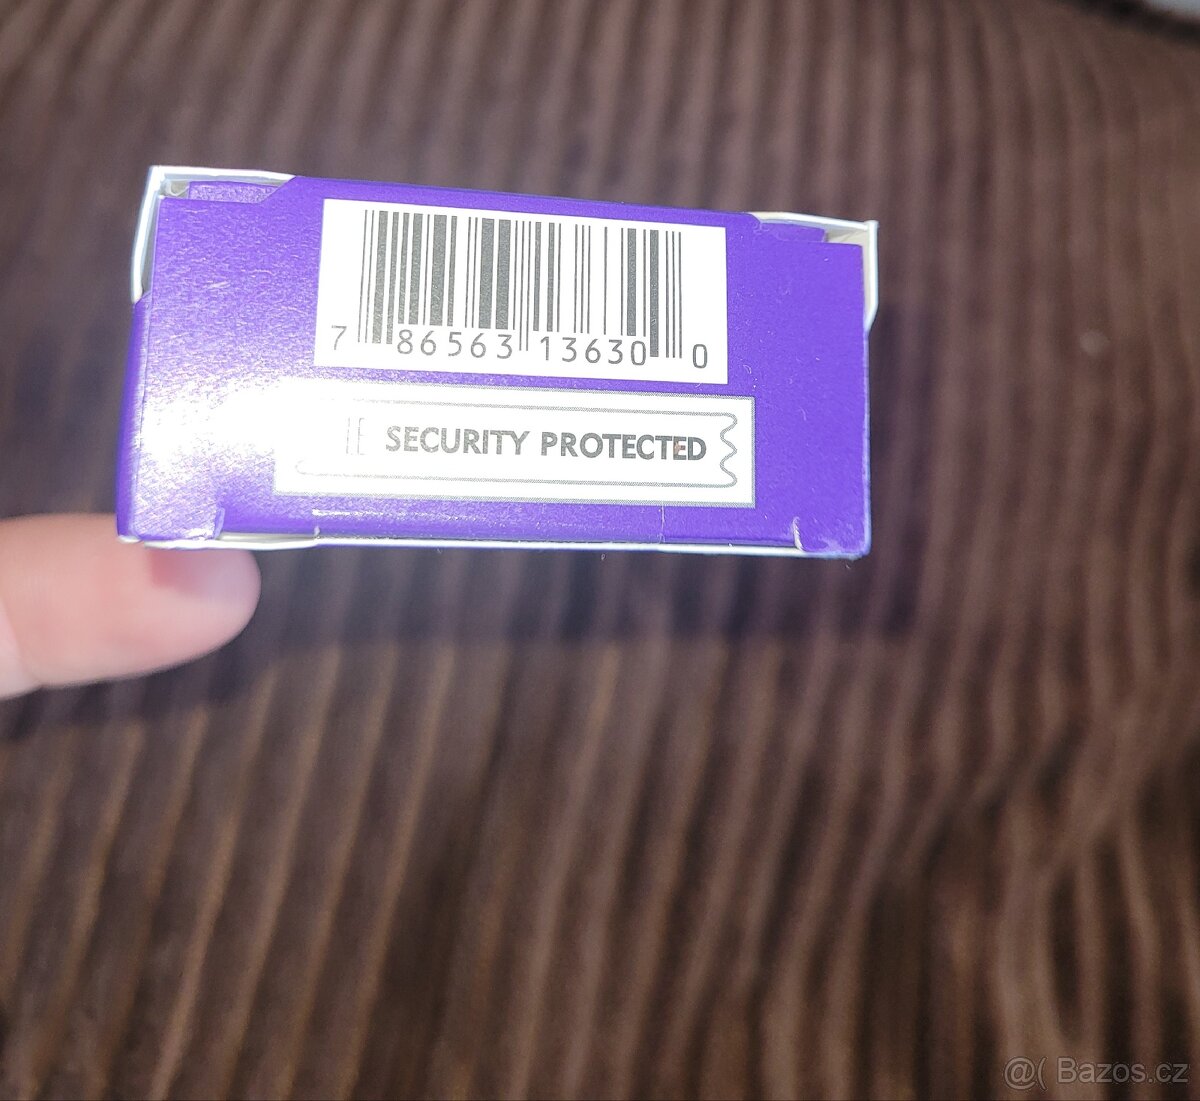 7 86563 13630 0
SECURITY PROTECTED
@( Bazos.cz